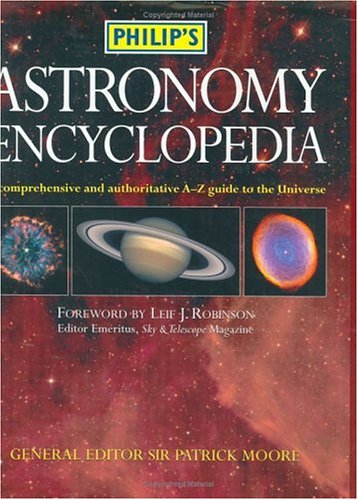 PHILIP'S
ASTRONOMY
ENCYCLOPEDIA
comprehensive and authoritative A–Z guide to the Universe
FOREWORD BY LEIF J. ROBINSON
Editor Emeritus, Sky & Telescope Magazine
GENERAL EDITOR SIR PATRICK MOORE